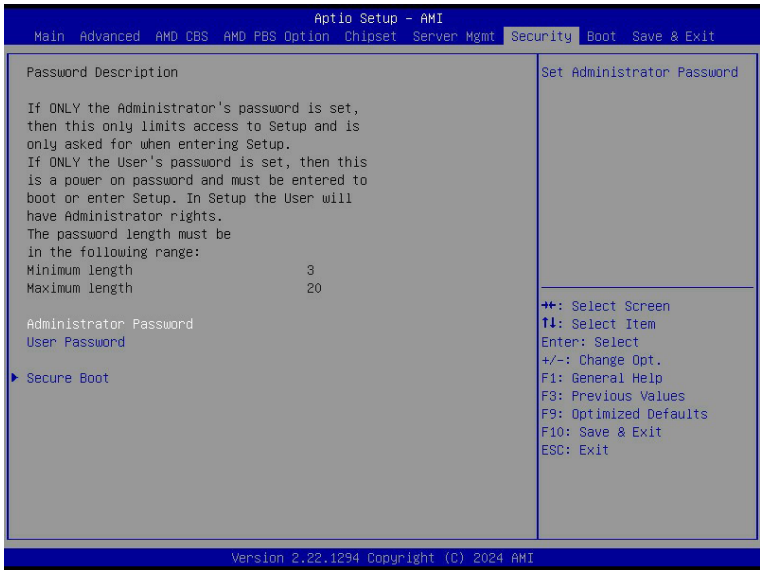 Aptio Setup - AMI
Main Advanced AMD CBS AMD PBS Option Chipset Server Mgmt Security Boot Save & Exit
Password Description
If ONLY the Administrator's password is set,
then this only limits access to Setup and is
only asked for when entering Setup.
If ONLY the User's password is set, then this
is a power on password and must be entered to
boot or enter Setup. In Setup the User will
have Administrator rights.
The password length must be
in the following range:
Minimum length 3
Maximum length 20
Administrator Password
User Password
Secure Boot
Set Administrator Password
→←: Select Screen
↑↓: Select Item
Enter: Select
+/-: Change Opt.
F1: General Help
F3: Previous Values
F9: Optimized Defaults
F10: Save & Exit
ESC: Exit
Version 2.22.1294 Copyright (C) 2024 AMI